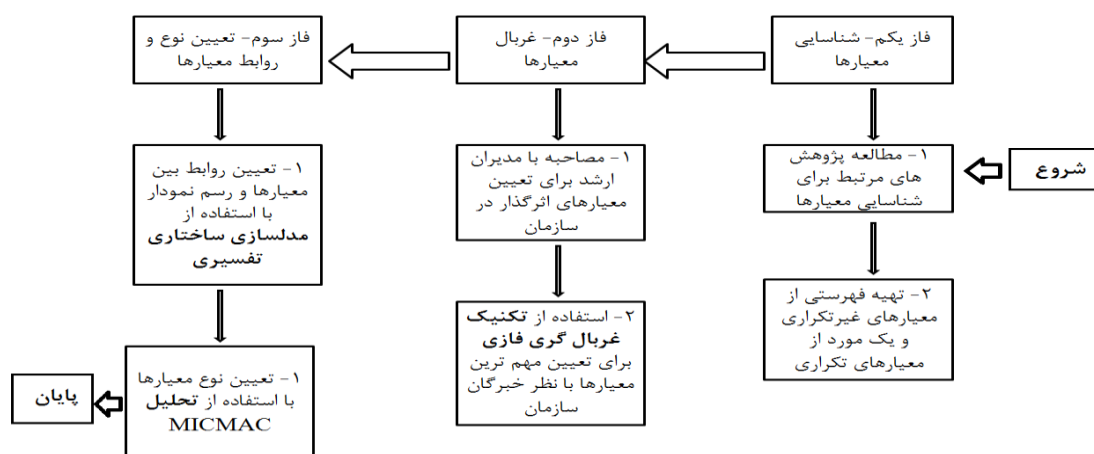 فاز یکم- شناسایی
معیارها
شروع
۱- مطالعه پژوهش
های مرتبط برای
شناسایی معیارها
۲- تهیه فهرستی از
معیارهای غیرتکراری
و یک مورد از
معیارهای تکراری
فاز دوم- غربال
معیارها
۱- مصاحبه با مدیران
ارشد برای تعیین
معیارهای اثرگذار در
سازمان
۲- استفاده از تکنیک
غربال گری فازی
برای تعیین مهم ترین
معیارها با نظر خبرگان
سازمان
فاز سوم- تعیین نوع و
روابط معیارها
۱- تعیین روابط بین
معیارها و رسم نمودار
با استفاده از
مدلسازی ساختاری
تفسیری
۱- تعیین نوع معیارها
با استفاده از تحلیل
MICMAC
پایان